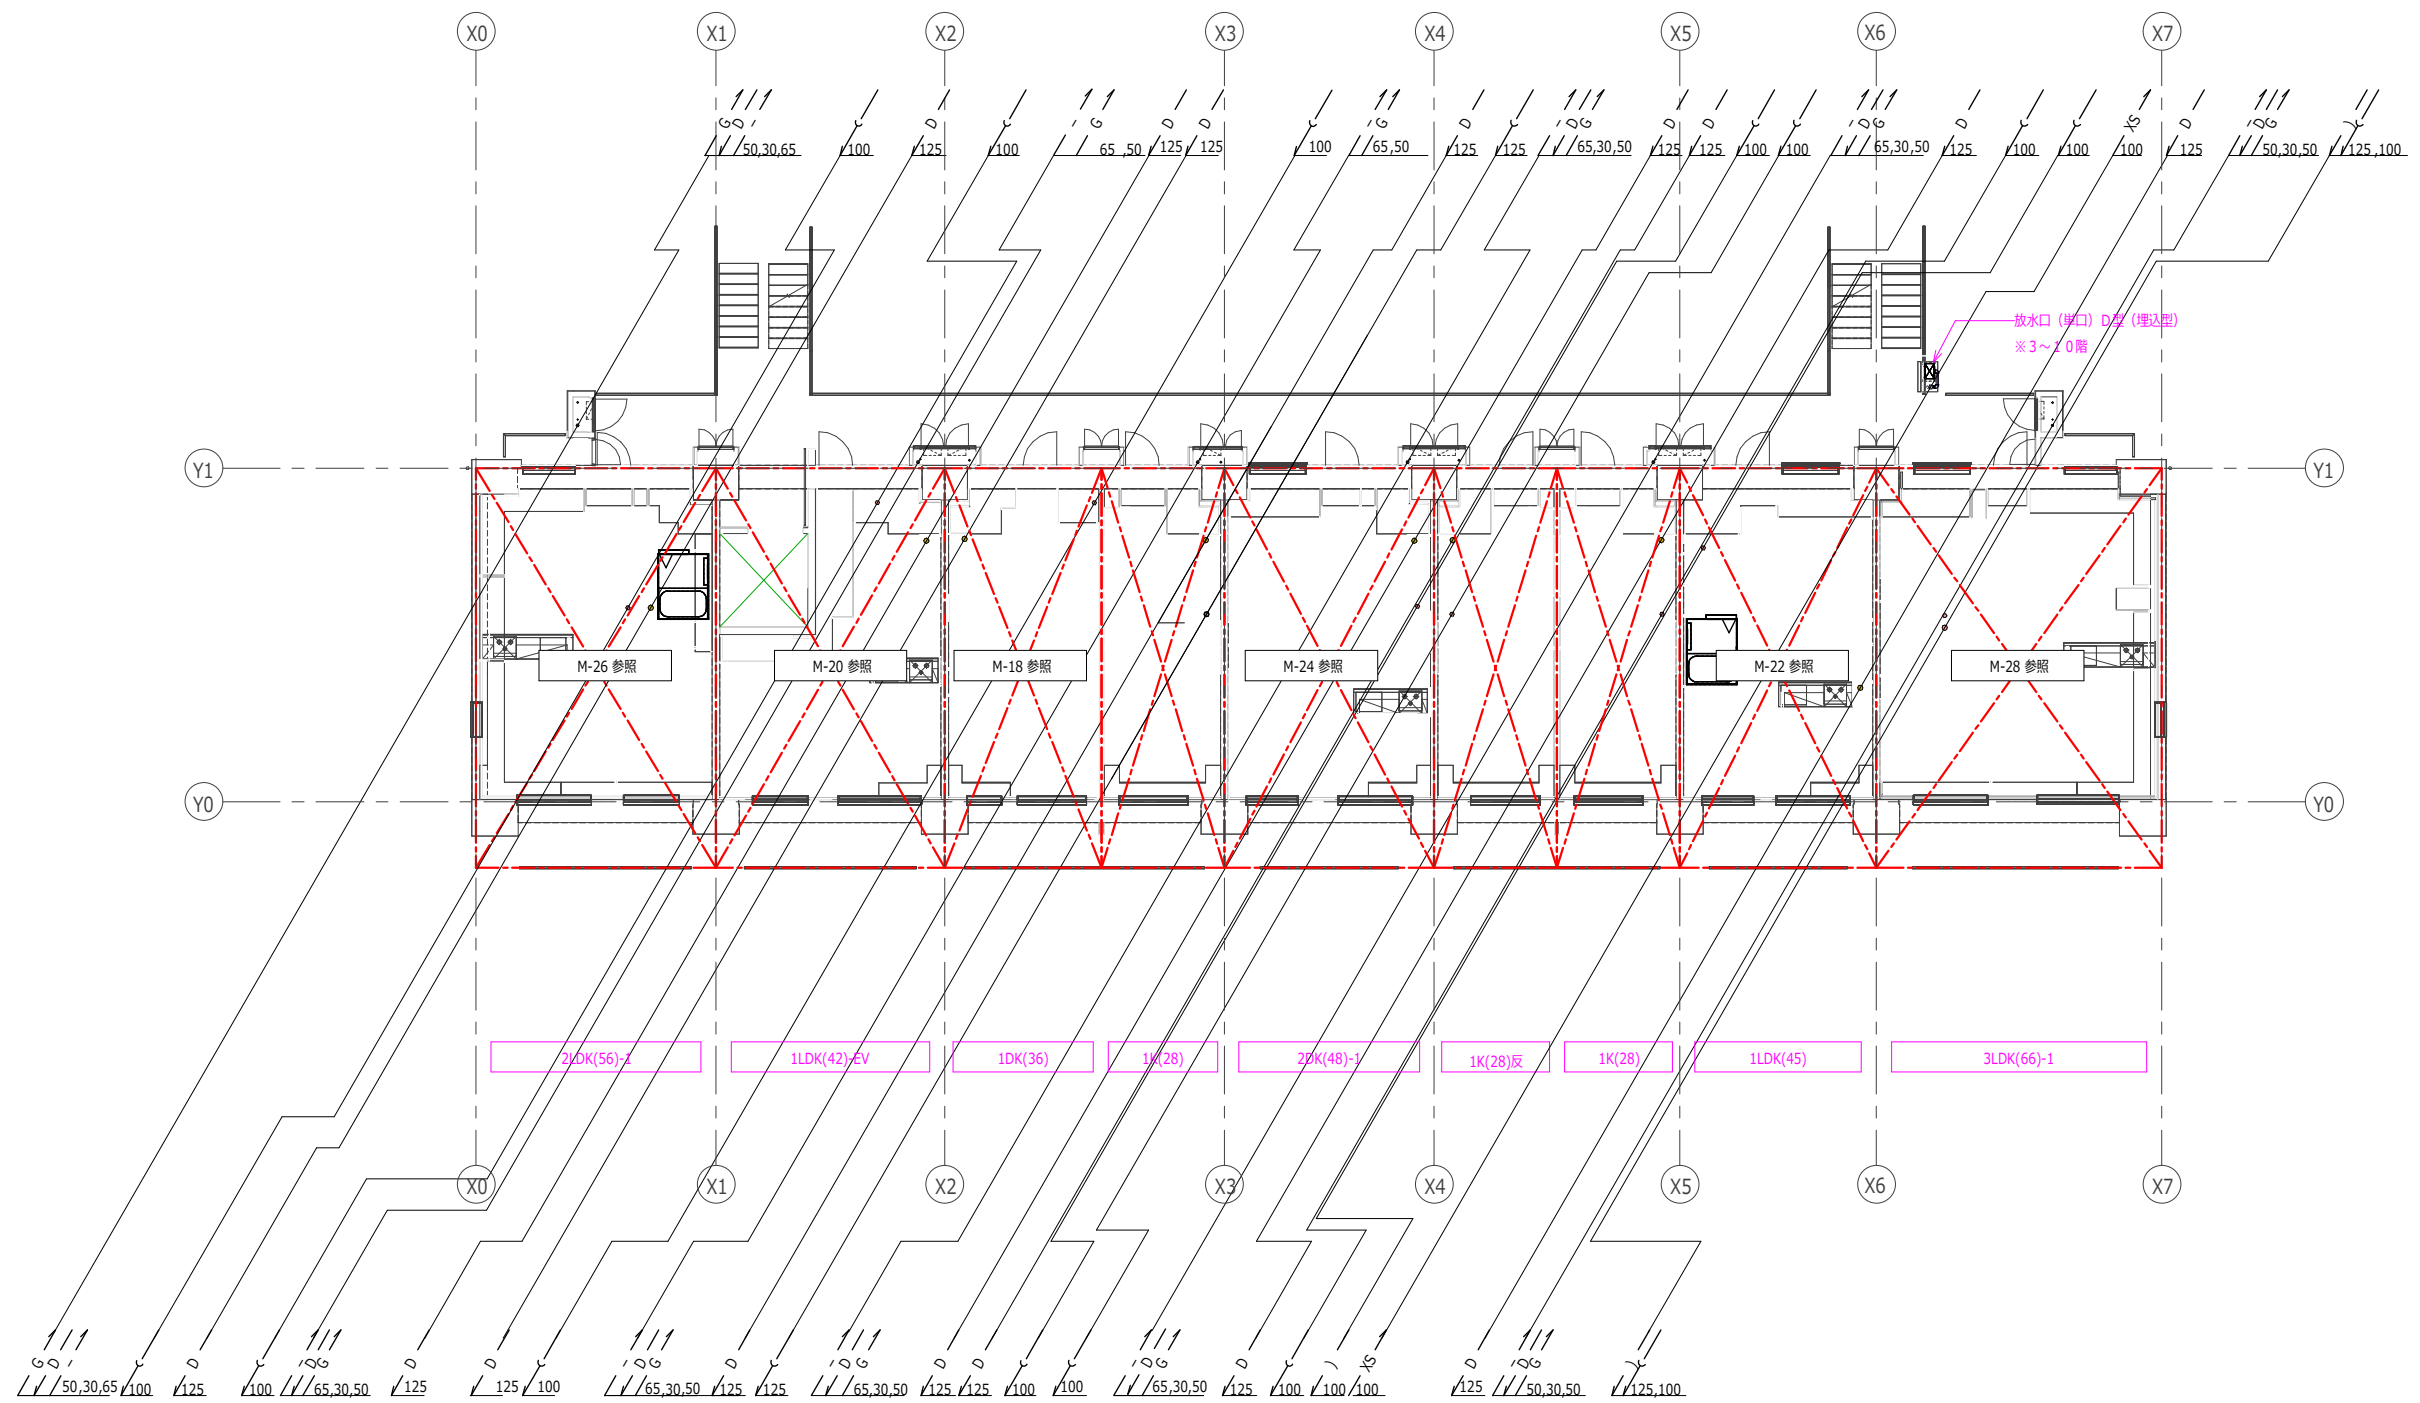 X0 X1 X2 X3 X4 X5 X6 X7
G D - C D C - G D D C - G D C - D G D D C C - D G D C C XS D - D G ) C
50,30,65 100 125 100 65 ,50 125 125 100 65,50 125 125 65,30,50 125 125 100 100 65,30,50 125 100 100 100 125 50,30,50 125 ,100
放水口（単口）D型（埋込型）
※3～10階
Y1 Y1
M-26 参照 M-20 参照 M-18 参照 M-24 参照 M-22 参照 M-28 参照
Y0 Y0
2LDK(56)-1 1LDK(42)-EV 1DK(36) 1K(28) 2DK(48)-1 1K(28)反 1K(28) 1LDK(45) 3LDK(66)-1
X0 X1 X2 X3 X4 X5 X6 X7
G D - C D C - D G D D C - D G D C - D G D D C C - D G D C ) XS D - D G ) C
50,30,65 100 125 100 65,30,50 125 125 100 65,30,50 125 125 65,30,50 125 125 100 100 65,30,50 125 100 100 100 125 50,30,50 125,100